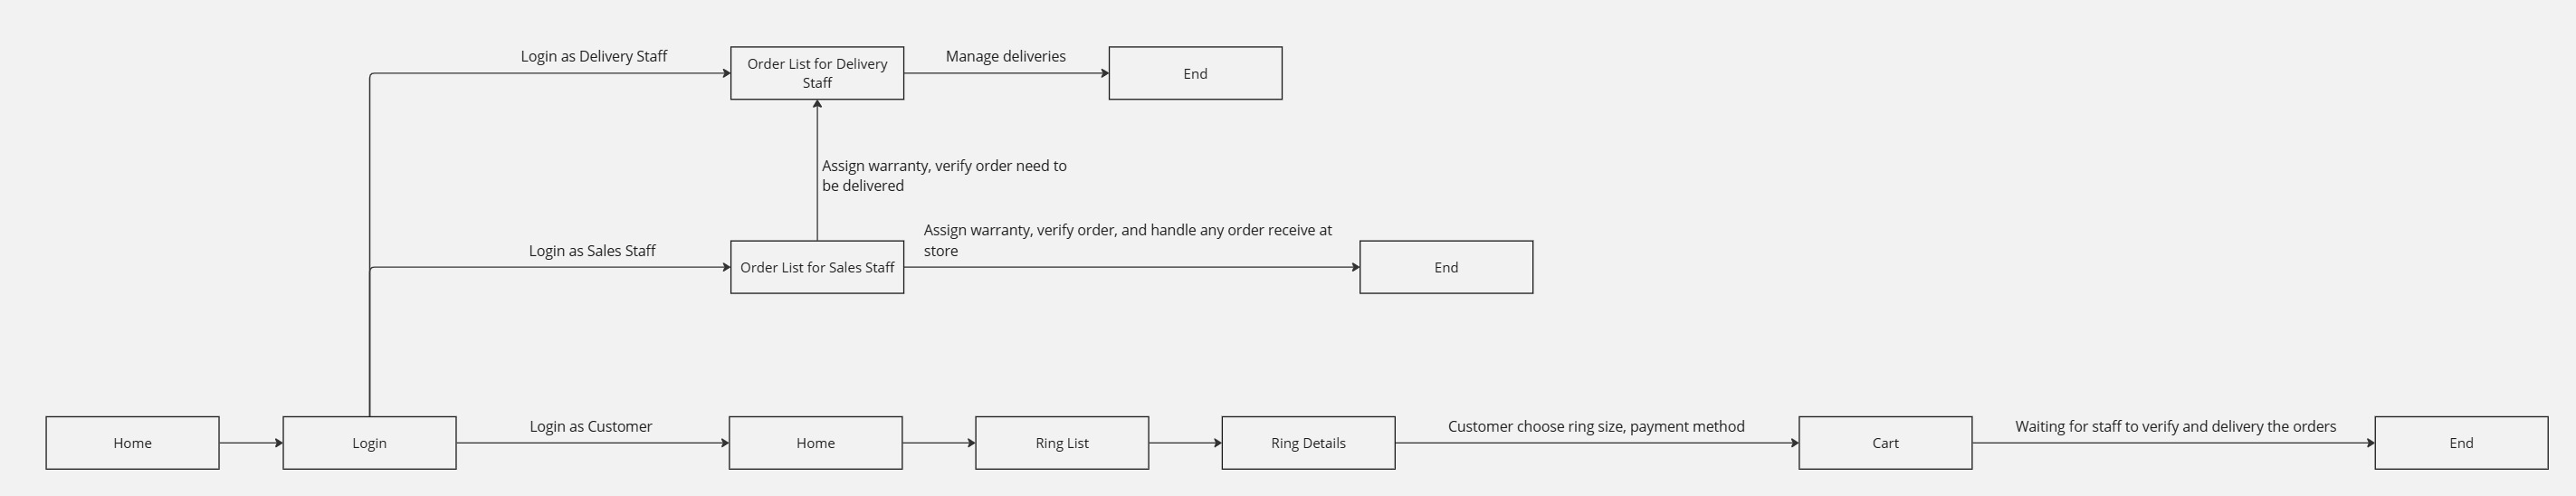 Login as Delivery Staff
Order List for Delivery
Staff
Manage deliveries
End
Assign warranty, verify order need to
be delivered
Login as Sales Staff
Order List for Sales Staff
Assign warranty, verify order, and handle any order receive at
store
End
Home
Login
Login as Customer
Home
Ring List
Ring Details
Customer choose ring size, payment method
Cart
Waiting for staff to verify and delivery the orders
End